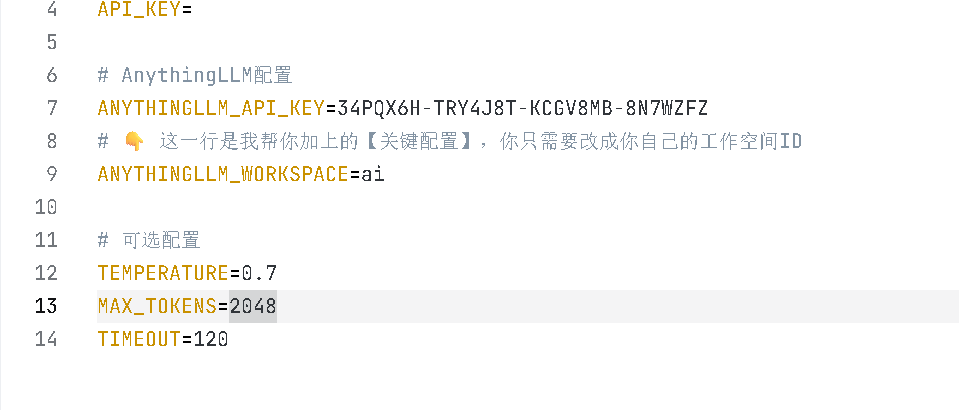 4 API_KEY=
5
6 # AnythingLLM配置
7 ANYTHINGLLM_API_KEY=34PQX6H-TRY4J8T-KCGV8MB-8N7WZFZ
8 # 👇 这一行是我帮你加上的【关键配置】，你只需要改成你自己的工作空间ID
9 ANYTHINGLLM_WORKSPACE=ai
10
11 # 可选配置
12 TEMPERATURE=0.7
13 MAX_TOKENS=2048
14 TIMEOUT=120